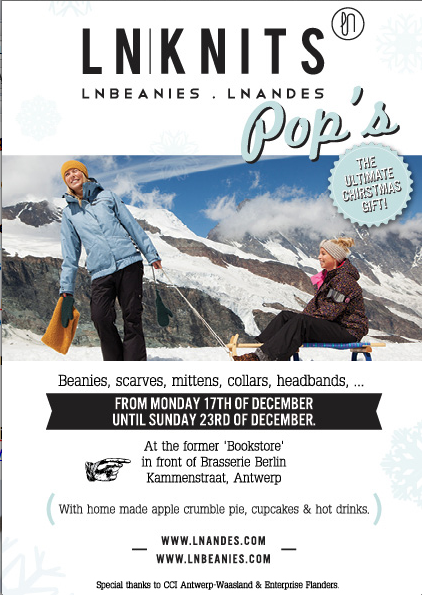 LN|KNITS
LNBEANIES . LNANDES
Pop's
THE
ULTIMATE
CHIRSTMAS
GIFT!
Beanies, scarves, mittens, collars, headbands, ...
FROM MONDAY 17TH OF DECEMBER
UNTIL SUNDAY 23RD OF DECEMBER.
At the former 'Bookstore'
in front of Brasserie Berlin
Kammenstraat, Antwerp
(With home made apple crumble pie, cupcakes & hot drinks.)
WWW.LNANDES.COM
WWW.LNBEANIES.COM
Special thanks to CCI Antwerp-Waasland & Enterprise Flanders.